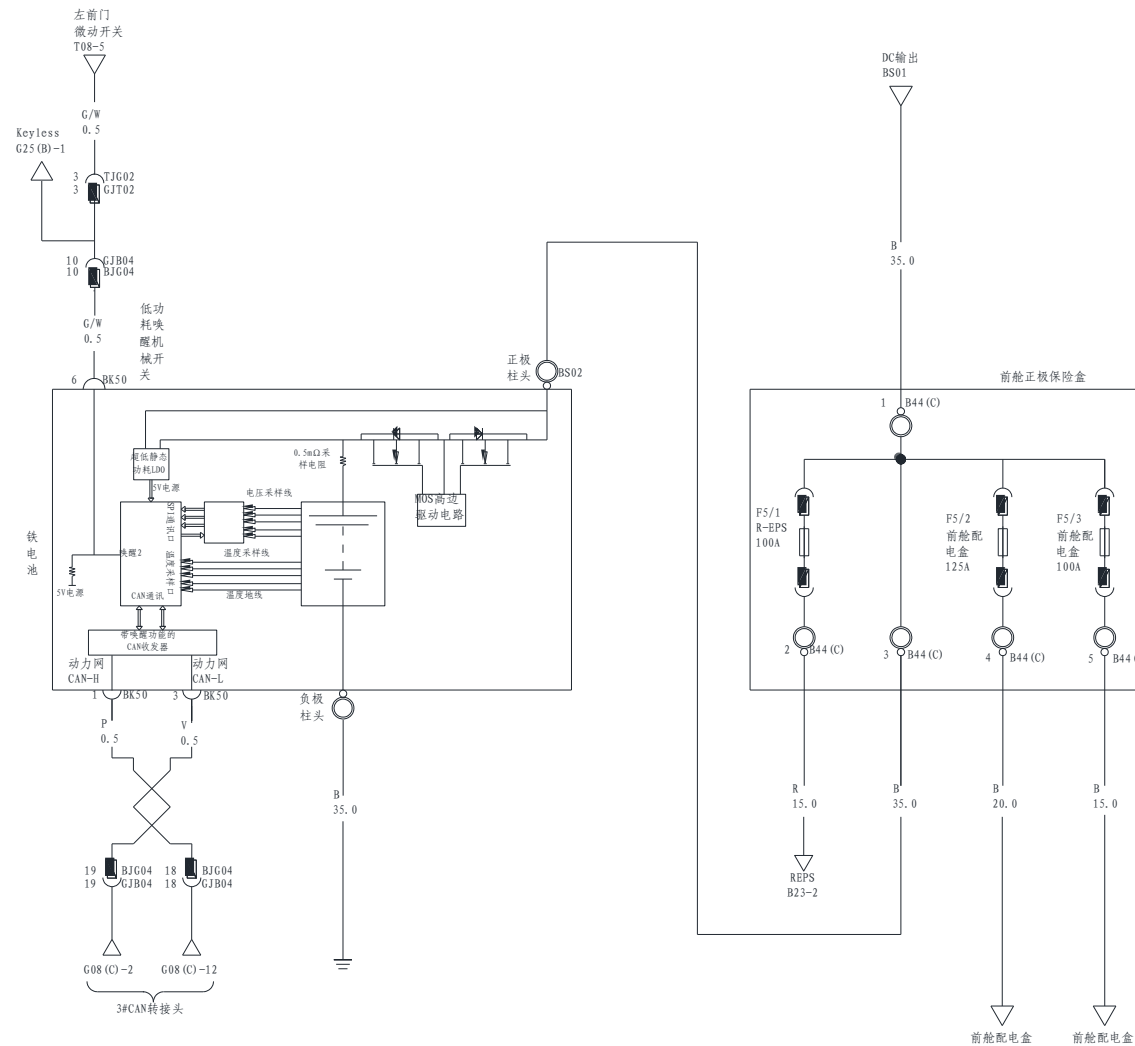 左前门
微动开关
T08-5
G/W
0.5
Keyless
G25(B)-1
3 TJG02
3 GJT02
10 GJB04
10 BJG04
G/W
0.5
低功
耗唤
醒机
械开
关
6 BK50
正极
柱头
BS02
超低静态
功耗LDO
5V电源
0.5mΩ采
样电阻
MOS高边
驱动电路
电压采样线
SPI通讯口
铁
电
池
唤醒2
温度采样口
温度采样线
5V电源
CAN通讯
温度地线
带唤醒功能的
CAN收发器
动力网
CAN-H
动力网
CAN-L
1 BK50
3 BK50
负极
柱头
P
0.5
V
0.5
B
35.0
19 BJG04
19 GJB04
18 BJG04
18 GJB04
G08(C)-2
G08(C)-12
3#CAN转接头
DC输出
BS01
B
35.0
前舱正极保险盒
1 B44(C)
F5/1
R-EPS
100A
F5/2
前舱配
电盒
125A
F5/3
前舱配
电盒
100A
2 B44(C)
3 B44(C)
4 B44(C)
5 B44(
R
15.0
B
35.0
B
20.0
B
15.0
REPS
B23-2
前舱配电盒
前舱配电盒